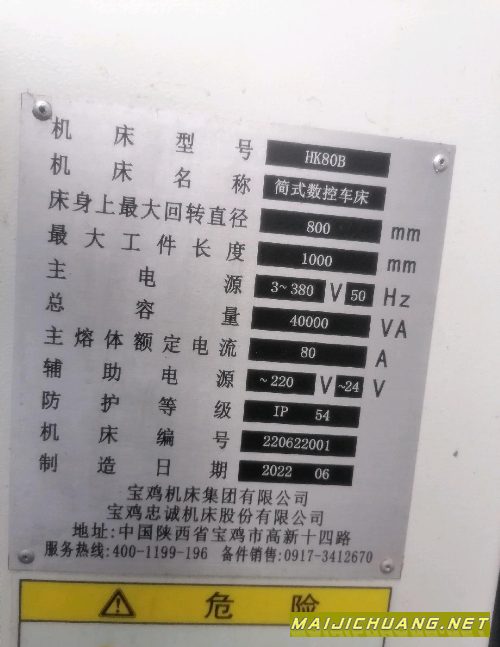 机床型号 HK80B
机床名称 简式数控车床
床身上最大回转直径 800 mm
最大工件长度 1000 mm
主电源 3~380 V 50 Hz
总容量 40000 VA
主熔体额定电流 80 A
辅助电源 ~220 V ~24 V
防护等级 IP 54
机床编号 220622001
制造日期 2022 06
宝鸡机床集团有限公司
宝鸡忠诚机床股份有限公司
地址:中国陕西省宝鸡市高新十四路
服务热线:400-1199-196 备件销售:0917-3412670
危险
MAIJICHUANG.NET